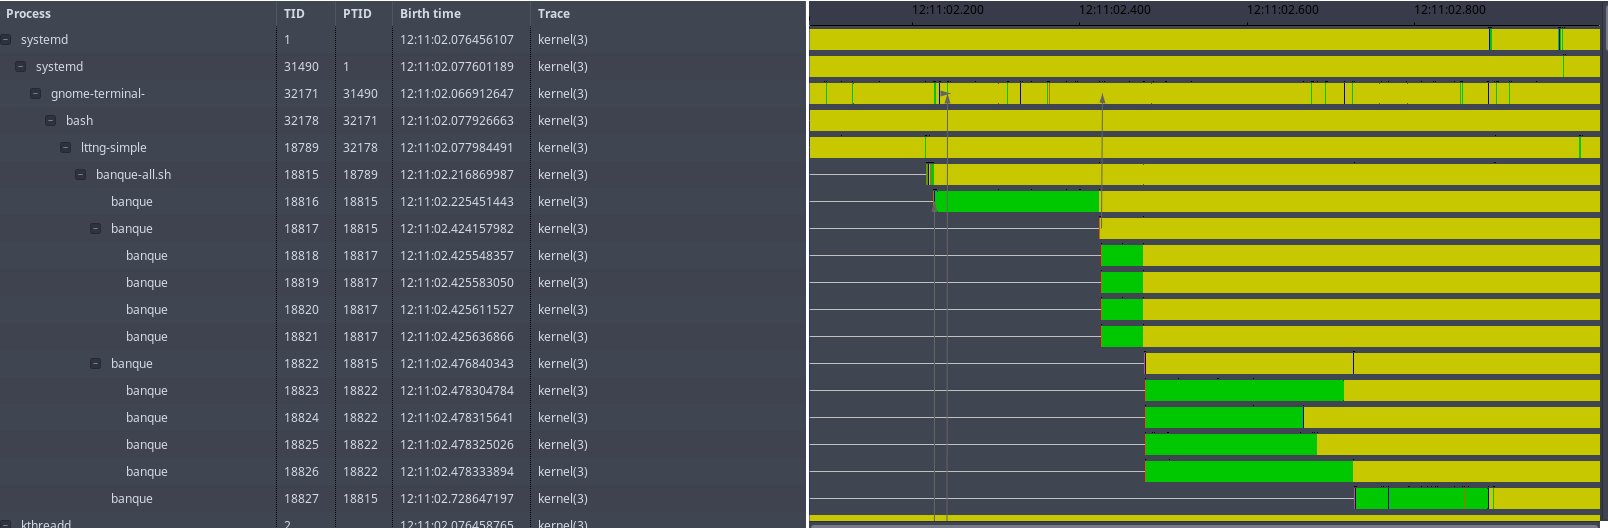 Process TID PTID Birth time Trace 12:11:02.200 12:11:02.400 12:11:02.600 12:11:02.800
systemd 1 12:11:02.076456107 kernel(3)
systemd 31490 1 12:11:02.077601189 kernel(3)
gnome-terminal- 32171 31490 12:11:02.066912647 kernel(3)
bash 32178 32171 12:11:02.077926663 kernel(3)
lttng-simple 18789 32178 12:11:02.077984491 kernel(3)
banque-all.sh 18815 18789 12:11:02.216869987 kernel(3)
banque 18816 18815 12:11:02.225451443 kernel(3)
banque 18817 18815 12:11:02.424157982 kernel(3)
banque 18818 18817 12:11:02.425548357 kernel(3)
banque 18819 18817 12:11:02.425583050 kernel(3)
banque 18820 18817 12:11:02.425611527 kernel(3)
banque 18821 18817 12:11:02.425636866 kernel(3)
banque 18822 18815 12:11:02.476840343 kernel(3)
banque 18823 18822 12:11:02.478304784 kernel(3)
banque 18824 18822 12:11:02.478315641 kernel(3)
banque 18825 18822 12:11:02.478325026 kernel(3)
banque 18826 18822 12:11:02.478333894 kernel(3)
banque 18827 18815 12:11:02.728647197 kernel(3)
kthreadd 2 12:11:02.076458765 kernel(3)